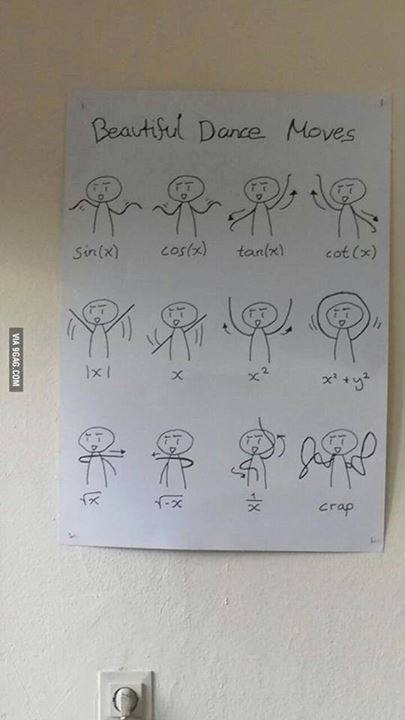 Beautiful Dance Moves
sin(x) cos(x) tan(x) cot(x)
|x| x x² x² + y²
√x √-x 1/x crap
VIA 9GAG.COM